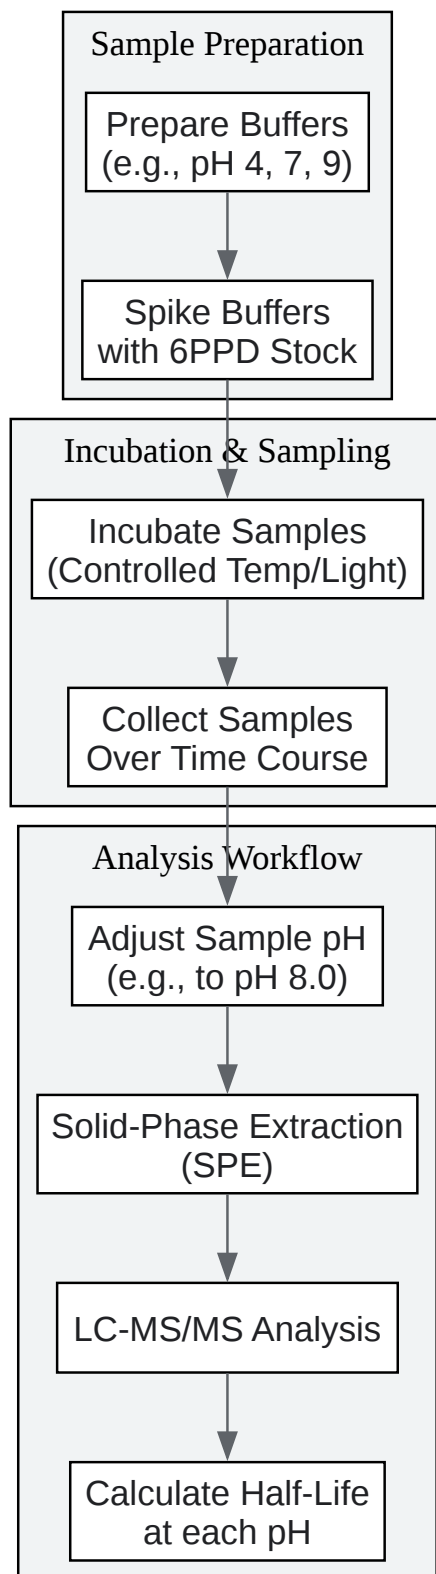 Sample Preparation
Prepare Buffers
(e.g., pH 4, 7, 9)
Spike Buffers
with 6PPD Stock
Incubation & Sampling
Incubate Samples
(Controlled Temp/Light)
Collect Samples
Over Time Course
Analysis Workflow
Adjust Sample pH
(e.g., to pH 8.0)
Solid-Phase Extraction
(SPE)
LC-MS/MS Analysis
Calculate Half-Life
at each pH